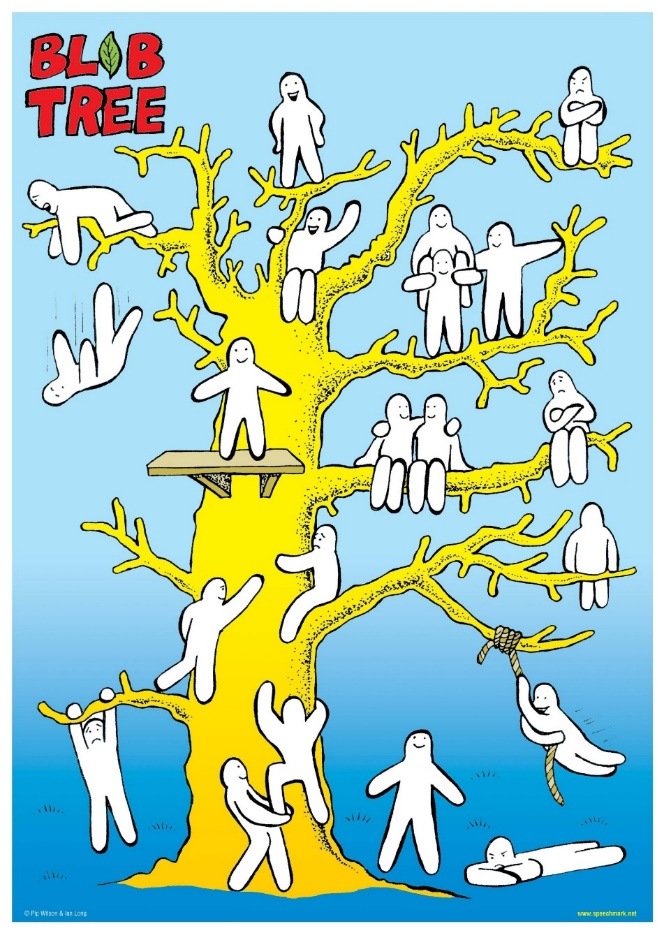 BLOB
TREE
© Pip Wilson & Ian Long
www.speechmark.net